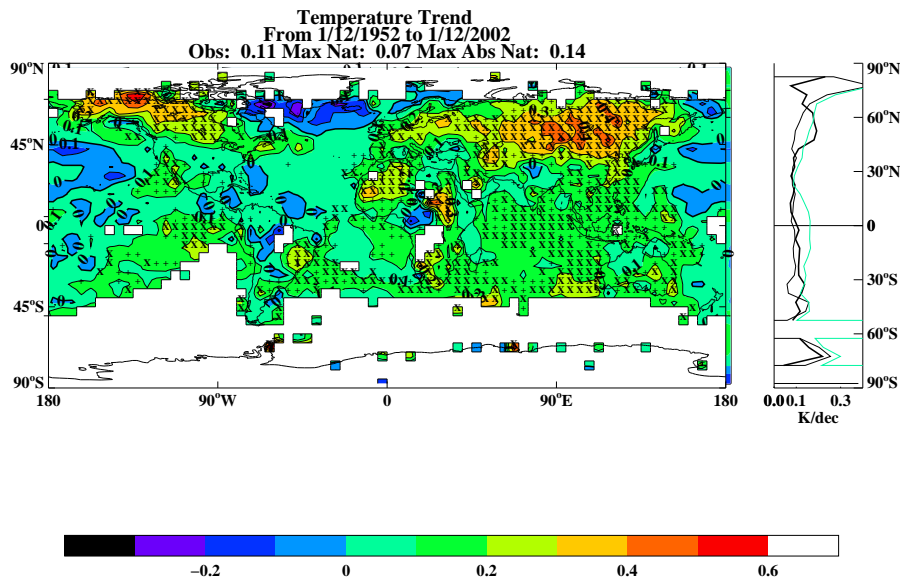 Temperature Trend
From 1/12/1952 to 1/12/2002
Obs: 0.11 Max Nat: 0.07 Max Abs Nat: 0.14
90°N
45°N
0
45°S
90°S
180 90°W 0 90°E 180
90°N
60°N
30°N
0
30°S
60°S
90°S
0.0 0.1 0.3
K/dec
−0.2 0 0.2 0.4 0.6